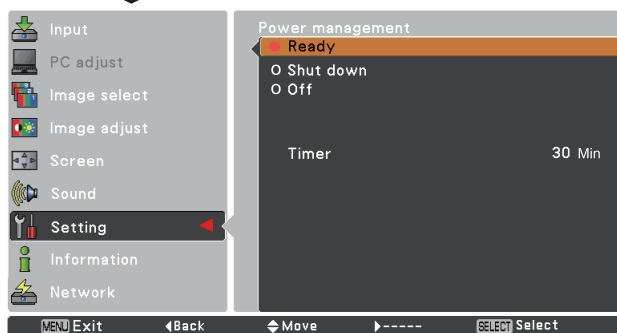 Input
PC adjust
Image select
Image adjust
Screen
Sound
Setting
Information
Network
Power management
Ready
Shut down
Off
Timer 30 Min
MENU Exit Back Move ----- SELECT Select